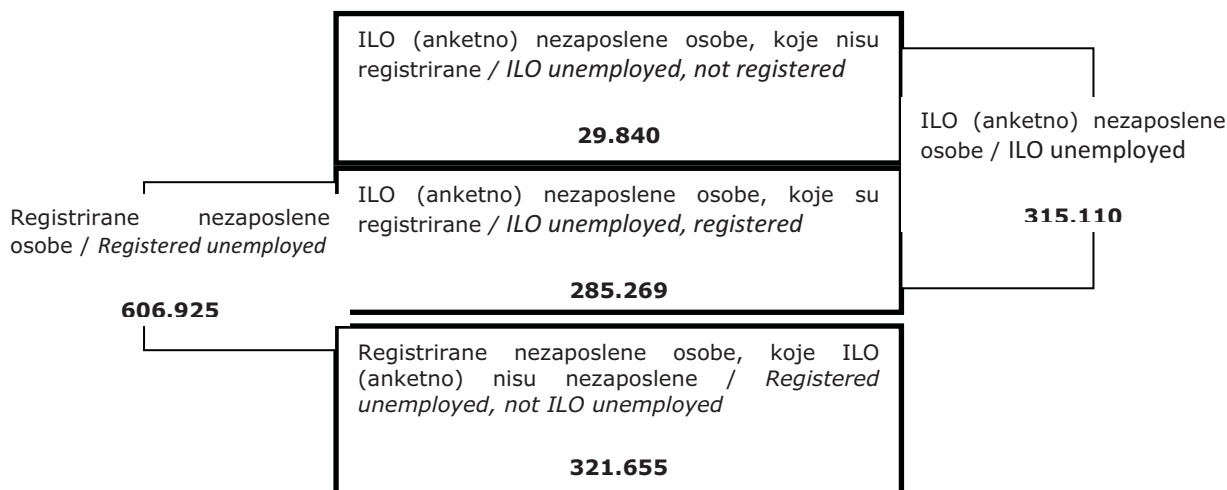 ILO (anketno) nezaposlene osobe, koje nisu
registrirane / ILO unemployed, not registered
29.840
ILO (anketno) nezaposlene
osobe / ILO unemployed
315.110
ILO (anketno) nezaposlene osobe, koje su
registrirane / ILO unemployed, registered
285.269
Registrirane nezaposlene
osobe / Registered unemployed
606.925
Registrirane nezaposlene osobe, koje ILO
(anketno) nisu nezaposlene / Registered
unemployed, not ILO unemployed
321.655